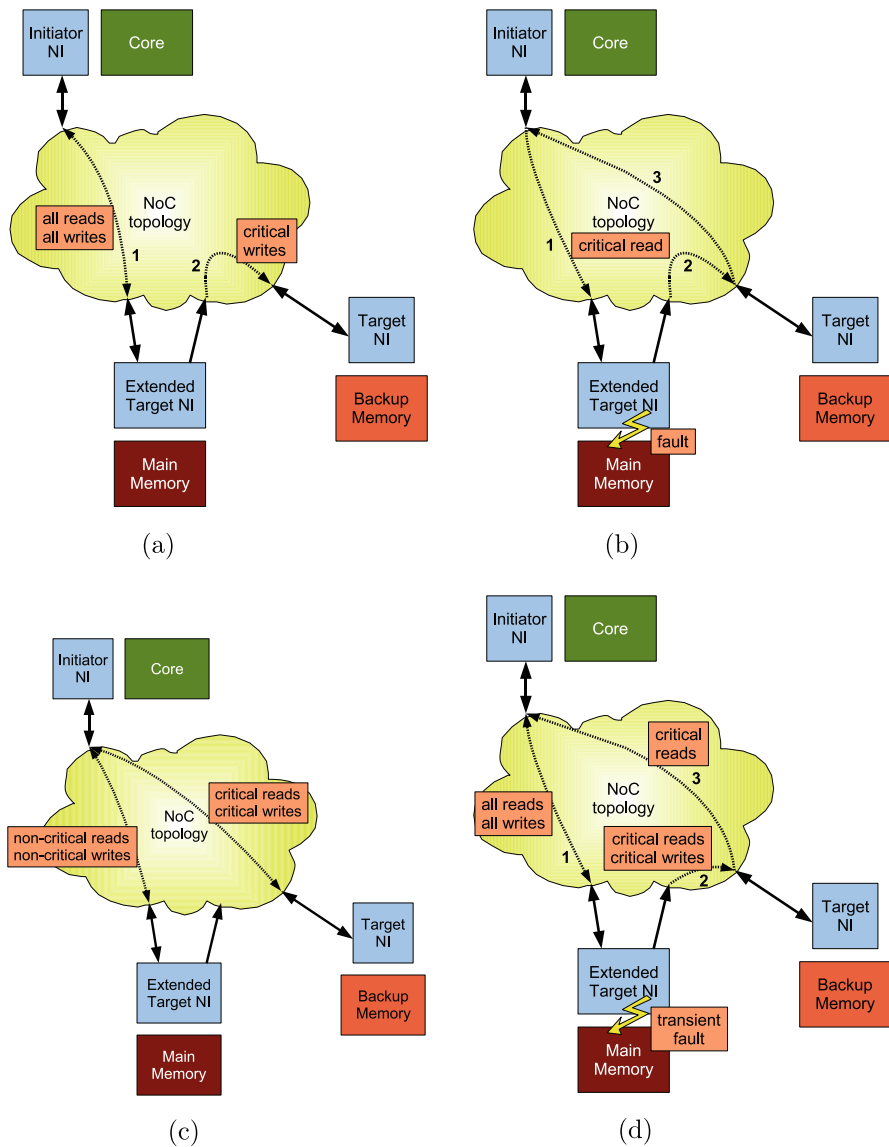 Initiator
NI
Core
NoC
topology
all reads
all writes
1
2
critical
writes
Target
NI
Extended
Target NI
Backup
Memory
Main
Memory
(a)
Initiator
NI
Core
3
NoC
topology
1
critical read
2
Target
NI
Extended
Target NI
Backup
Memory
fault
Main
Memory
(b)
Initiator
NI
Core
critical reads
critical writes
NoC
topology
non-critical reads
non-critical writes
Target
NI
Extended
Target NI
Backup
Memory
Main
Memory
(c)
Initiator
NI
Core
critical
reads
3
NoC
topology
all reads
all writes
critical reads
critical writes
1
2
Target
NI
Extended
Target NI
Backup
Memory
transient
fault
Main
Memory
(d)